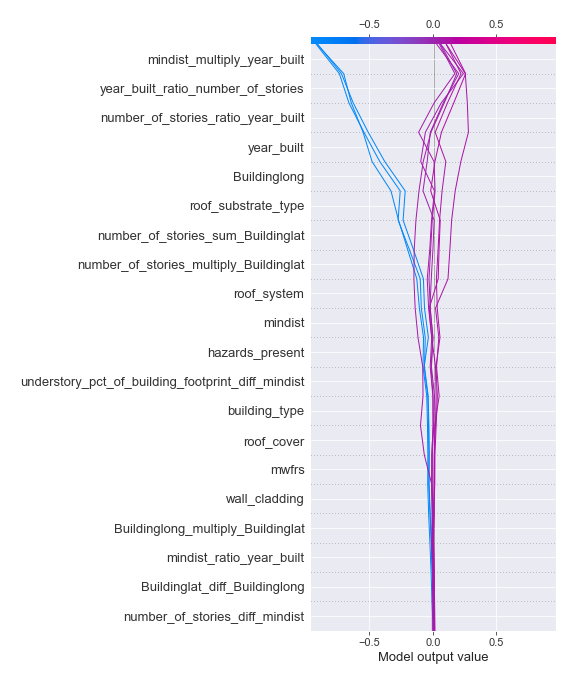 −0.5 0.0 0.5
mindist_multiply_year_built
year_built_ratio_number_of_stories
number_of_stories_ratio_year_built
year_built
Buildinglong
roof_substrate_type
number_of_stories_sum_Buildinglat
number_of_stories_multiply_Buildinglat
roof_system
mindist
hazards_present
understory_pct_of_building_footprint_diff_mindist
building_type
roof_cover
mwfrs
wall_cladding
Buildinglong_multiply_Buildinglat
mindist_ratio_year_built
Buildinglat_diff_Buildinglong
number_of_stories_diff_mindist
−0.5 0.0 0.5
Model output value